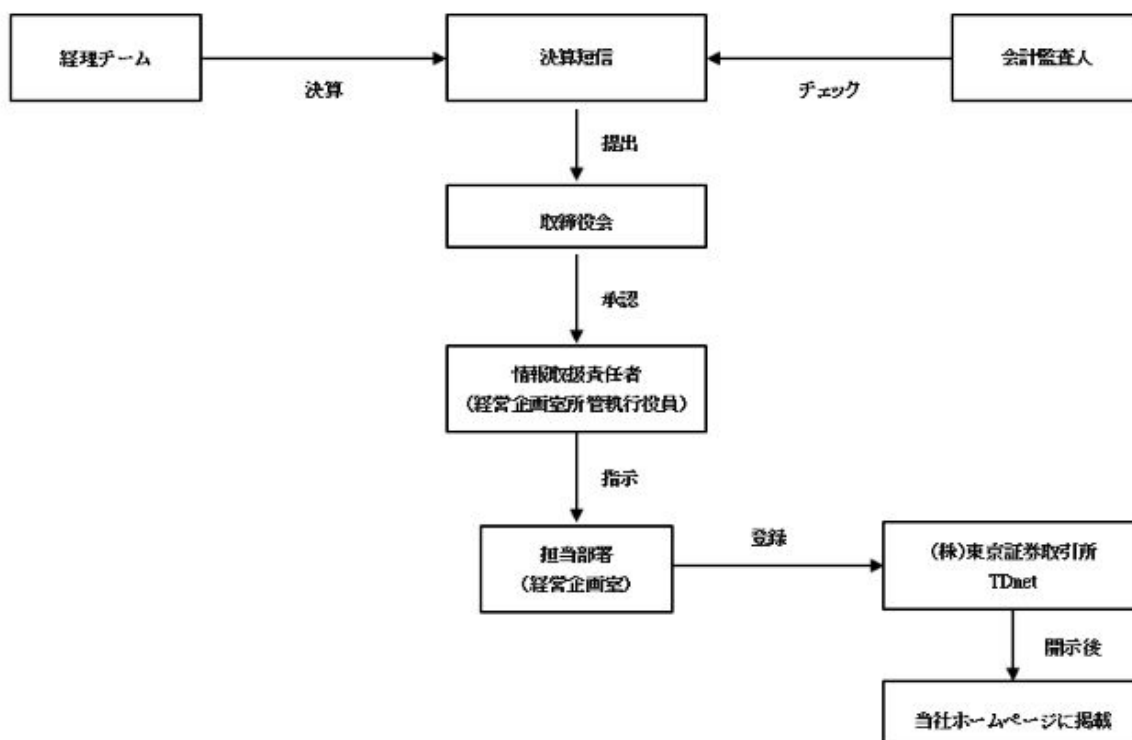 経理チーム
決算短信
会計監査人
決算
チェック
提出
取締役会
承認
情報取扱責任者
(経営企画室所管執行役員)
指示
担当部署
(経営企画室)
登録
(株)東京証券取引所
TDnet
開示後
当社ホームページに掲載